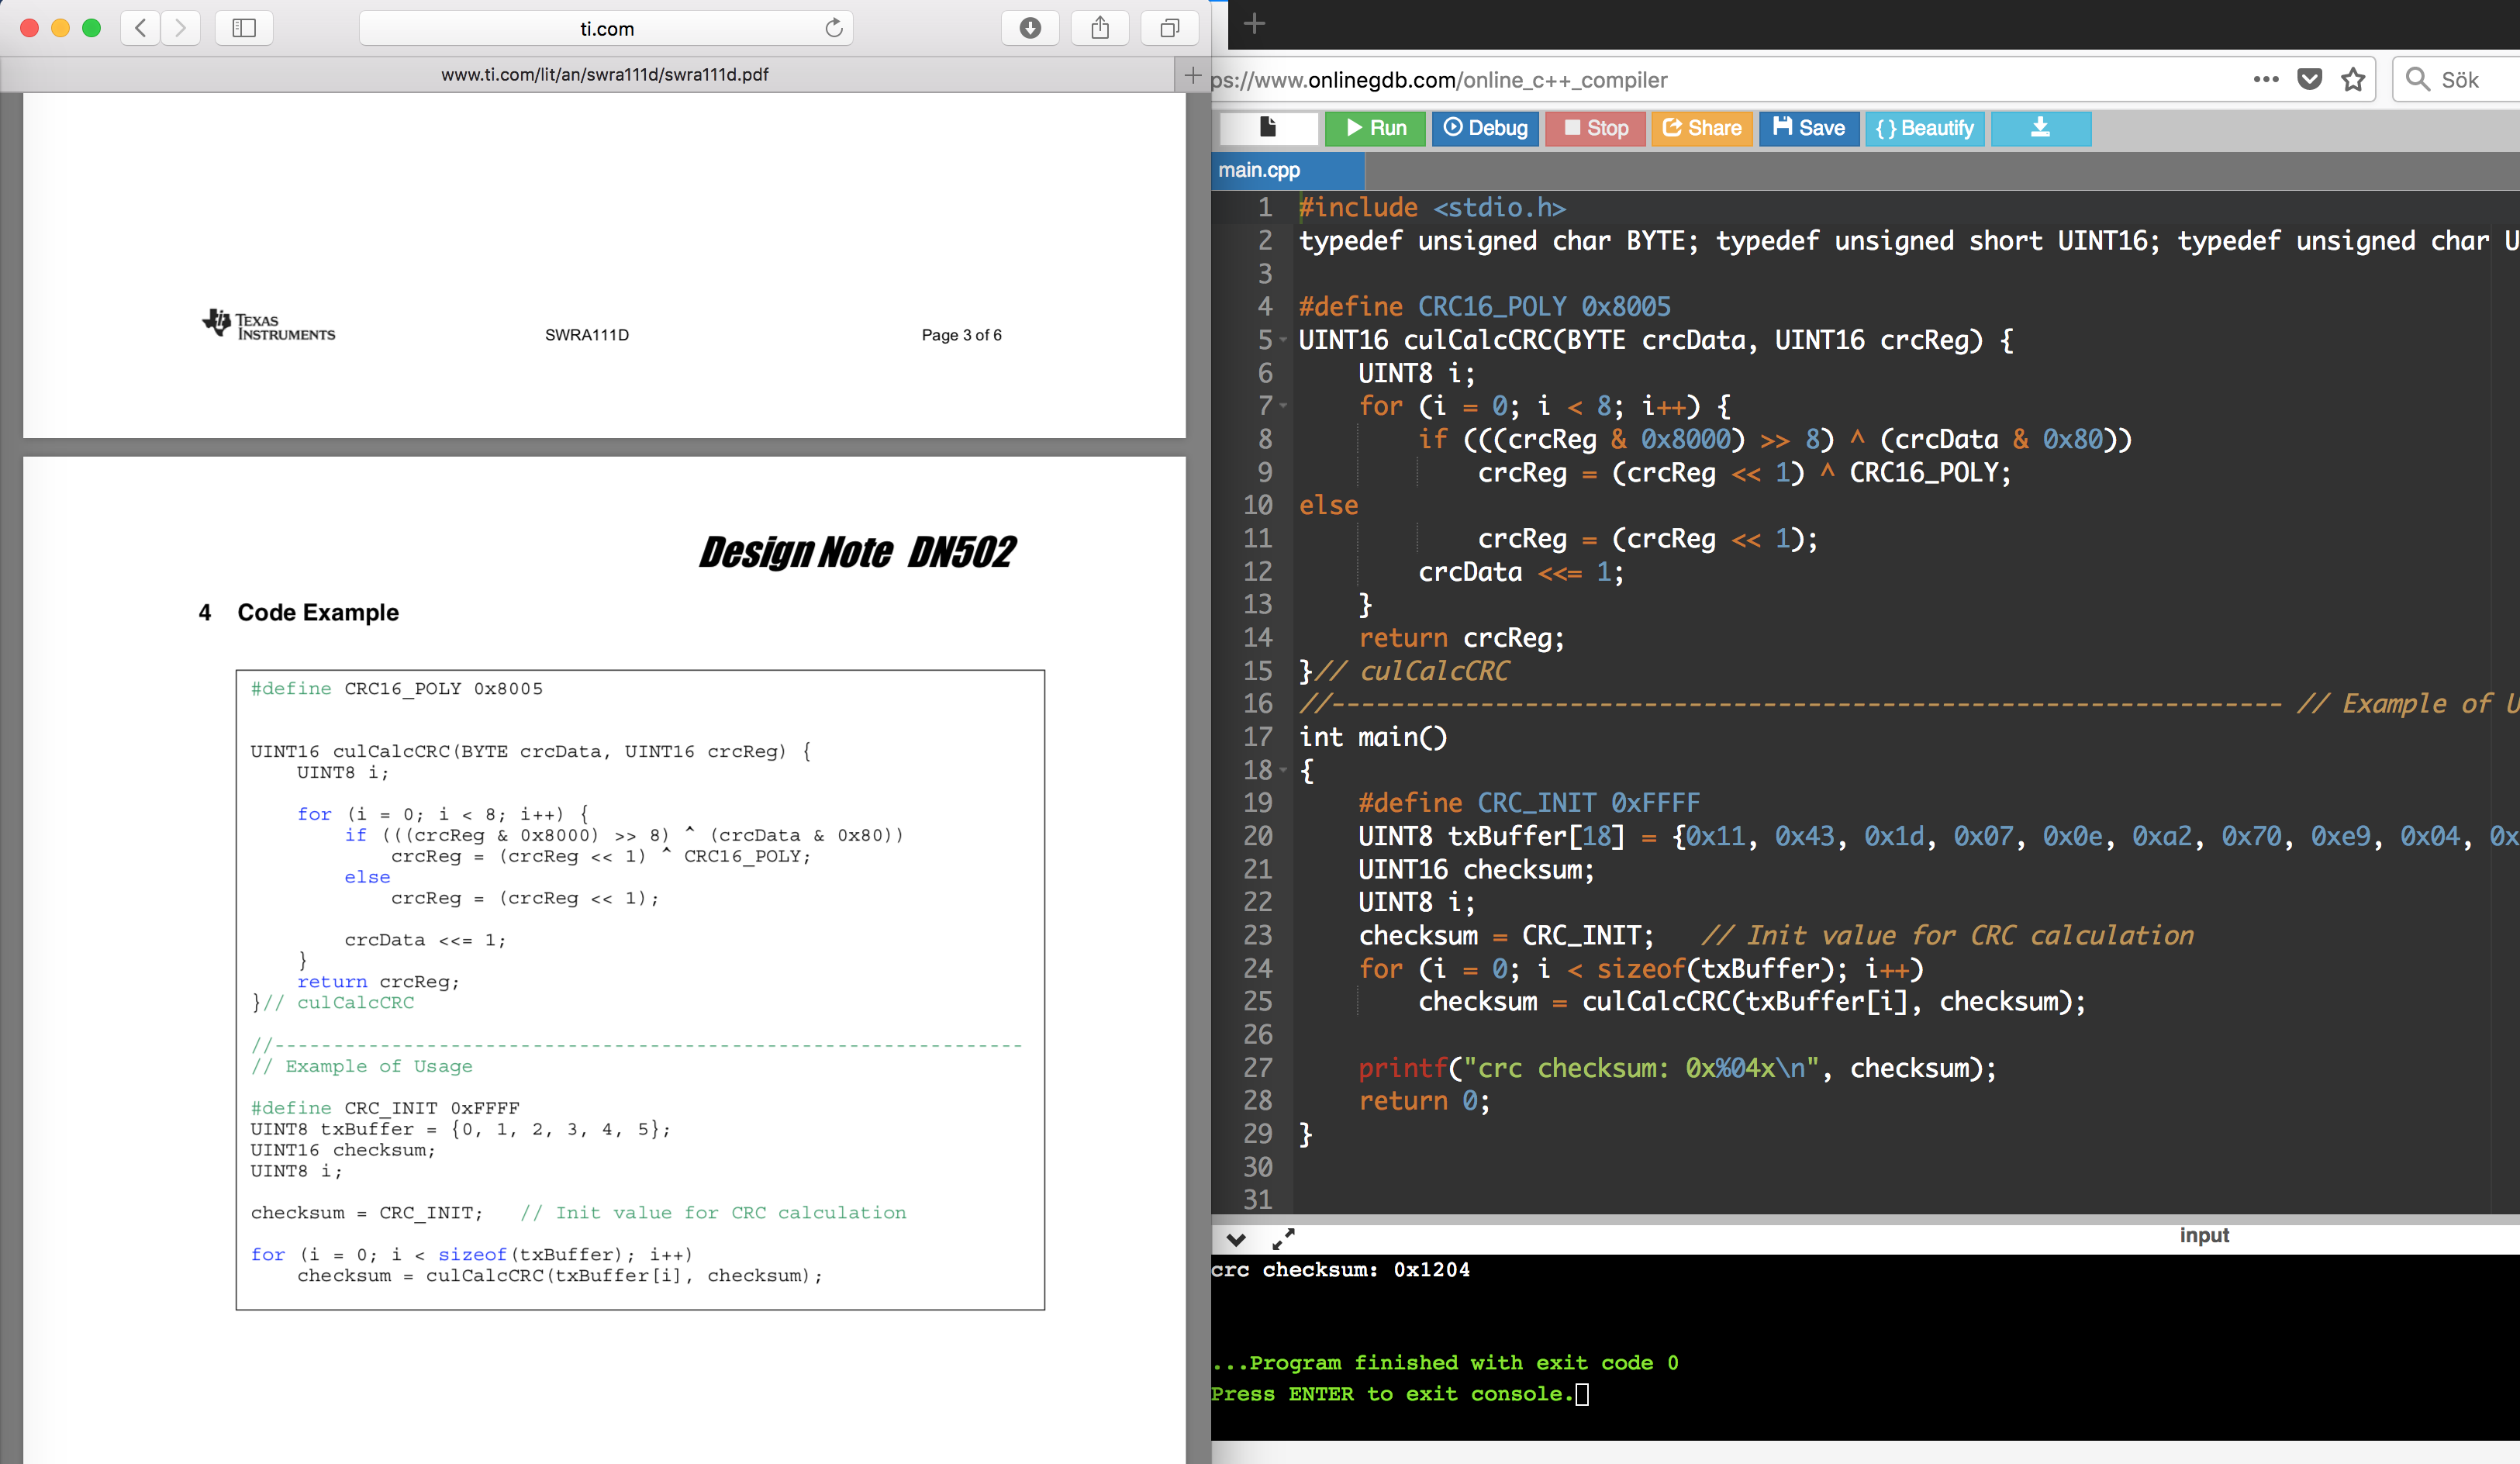 ti.com
www.ti.com/lit/an/swra111d/swra111d.pdf
TEXAS
INSTRUMENTS
SWRA111D
Page 3 of 6
Design Note DN502
4 Code Example
#define CRC16_POLY 0x8005
UINT16 culCalcCRC(BYTE crcData, UINT16 crcReg) {
UINT8 i;
for (i = 0; i < 8; i++) {
if (((crcReg & 0x8000) >> 8) ^ (crcData & 0x80))
crcReg = (crcReg << 1) ^ CRC16_POLY;
else
crcReg = (crcReg << 1);
crcData <<= 1;
}
return crcReg;
}// culCalcCRC
//----------------------------------------------------------------
// Example of Usage
#define CRC_INIT 0xFFFF
UINT8 txBuffer = {0, 1, 2, 3, 4, 5};
UINT16 checksum;
UINT8 i;
checksum = CRC_INIT; // Init value for CRC calculation
for (i = 0; i < sizeof(txBuffer); i++)
checksum = culCalcCRC(txBuffer[i], checksum);
ps://www.onlinegdb.com/online_c++_compiler
Sök
Run Debug Stop Share Save {} Beautify
main.cpp
1 #include <stdio.h>
2 typedef unsigned char BYTE; typedef unsigned short UINT16; typedef unsigned char U
3
4 #define CRC16_POLY 0x8005
5 UINT16 culCalcCRC(BYTE crcData, UINT16 crcReg) {
6 UINT8 i;
7 for (i = 0; i < 8; i++) {
8 if (((crcReg & 0x8000) >> 8) ^ (crcData & 0x80))
9 crcReg = (crcReg << 1) ^ CRC16_POLY;
10 else
11 crcReg = (crcReg << 1);
12 crcData <<= 1;
13 }
14 return crcReg;
15 }// culCalcCRC
16 //---------------------------------------------------------------- // Example of U
17 int main()
18 {
19 #define CRC_INIT 0xFFFF
20 UINT8 txBuffer[18] = {0x11, 0x43, 0x1d, 0x07, 0x0e, 0xa2, 0x70, 0xe9, 0x04, 0x
21 UINT16 checksum;
22 UINT8 i;
23 checksum = CRC_INIT; // Init value for CRC calculation
24 for (i = 0; i < sizeof(txBuffer); i++)
25 checksum = culCalcCRC(txBuffer[i], checksum);
26
27 printf("crc checksum: 0x%04x\n", checksum);
28 return 0;
29 }
30
31
input
crc checksum: 0x1204
...Program finished with exit code 0
Press ENTER to exit console.